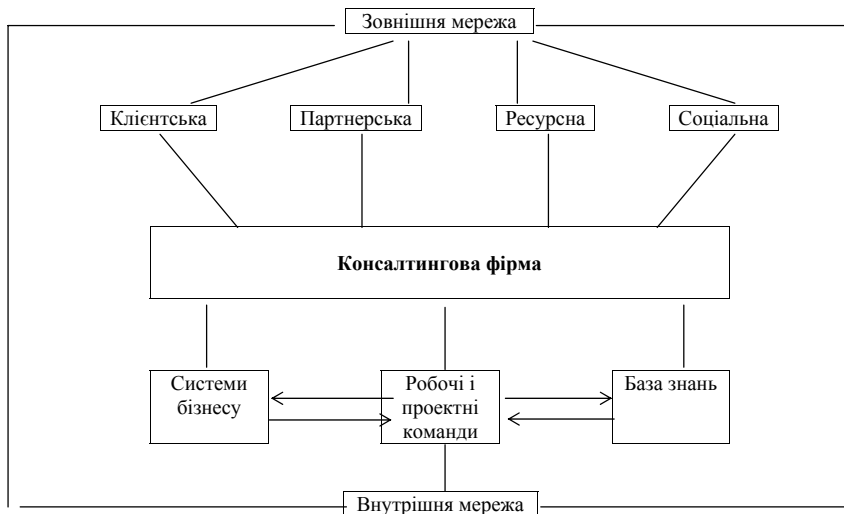 Зовнішня мережа
Клієнтська
Партнерська
Ресурсна
Соціальна
Консалтингова фірма
Системи
бізнесу
Робочі і
проектні
команди
База знань
Внутрішня мережа